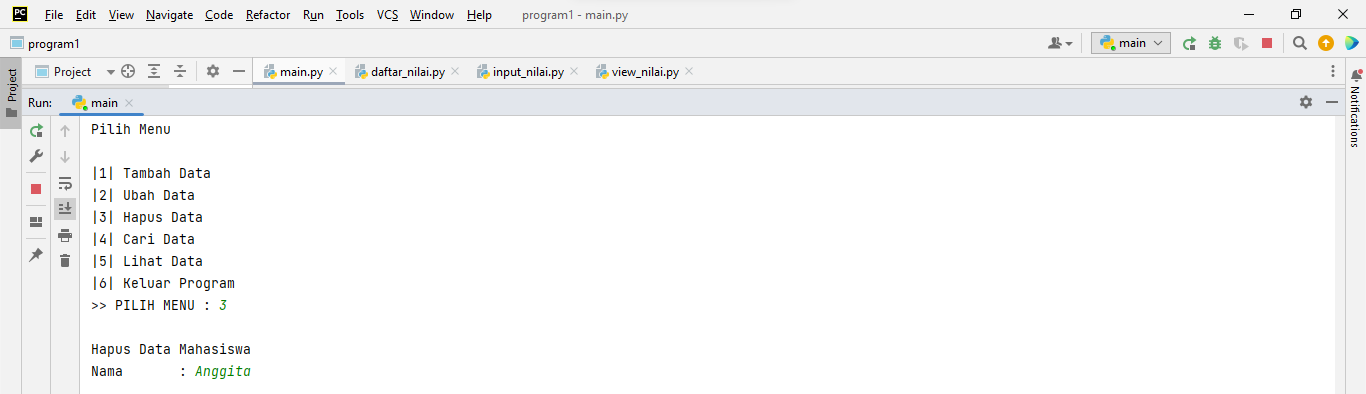 PC File Edit View Navigate Code Refactor Run Tools VCS Window Help program1 - main.py
program1 main
Project Project main.py daftar_nilai.py input_nilai.py view_nilai.py
Notifications
Run: main
Pilih Menu
|1| Tambah Data
|2| Ubah Data
|3| Hapus Data
|4| Cari Data
|5| Lihat Data
|6| Keluar Program
>> PILIH MENU : 3
Hapus Data Mahasiswa
Nama       : Anggita